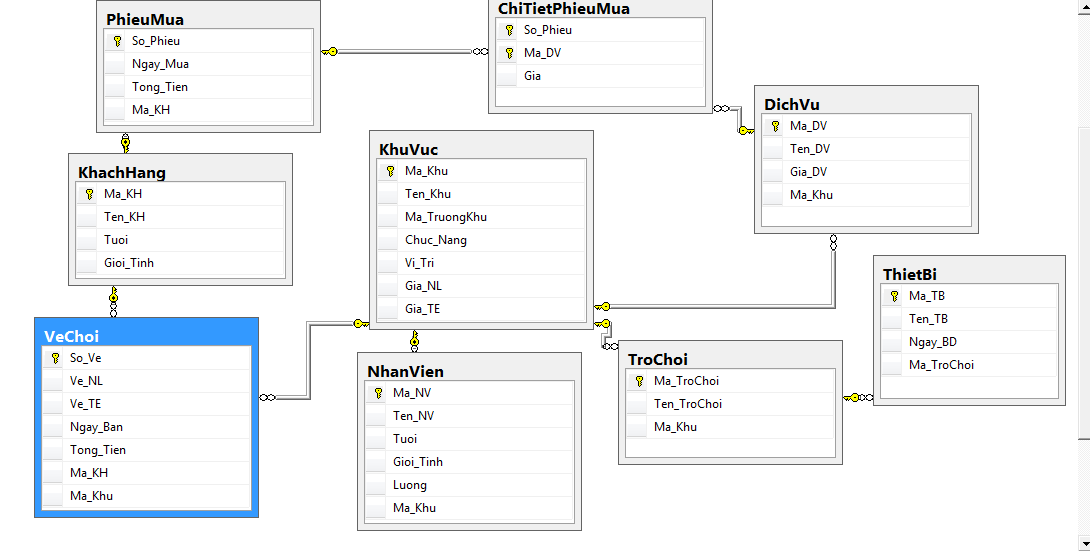 PhieuMua
So_Phieu
Ngay_Mua
Tong_Tien
Ma_KH
ChiTietPhieuMua
So_Phieu
Ma_DV
Gia
DichVu
Ma_DV
Ten_DV
Gia_DV
Ma_Khu
KhachHang
Ma_KH
Ten_KH
Tuoi
Gioi_Tinh
KhuVuc
Ma_Khu
Ten_Khu
Ma_TruongKhu
Chuc_Nang
Vi_Tri
Gia_NL
Gia_TE
ThietBi
Ma_TB
Ten_TB
Ngay_BD
Ma_TroChoi
VeChoi
So_Ve
Ve_NL
Ve_TE
Ngay_Ban
Tong_Tien
Ma_KH
Ma_Khu
NhanVien
Ma_NV
Ten_NV
Tuoi
Gioi_Tinh
Luong
Ma_Khu
TroChoi
Ma_TroChoi
Ten_TroChoi
Ma_Khu